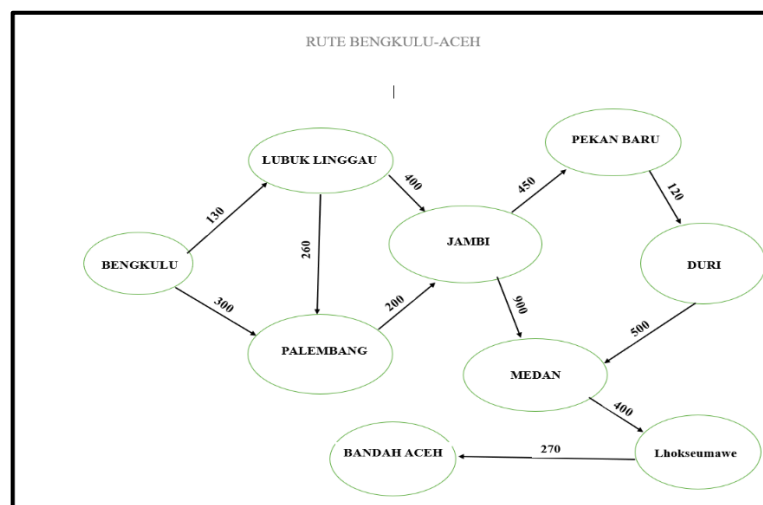 RUTE BENGKULU-ACEH
PEKAN BARU
LUBUK LINGGAU
400
450
120
130
JAMBI
260
BENGKULU
DURI
300
200
900
500
PALEMBANG
MEDAN
400
BANDAH ACEH
270
Lhokseumawe